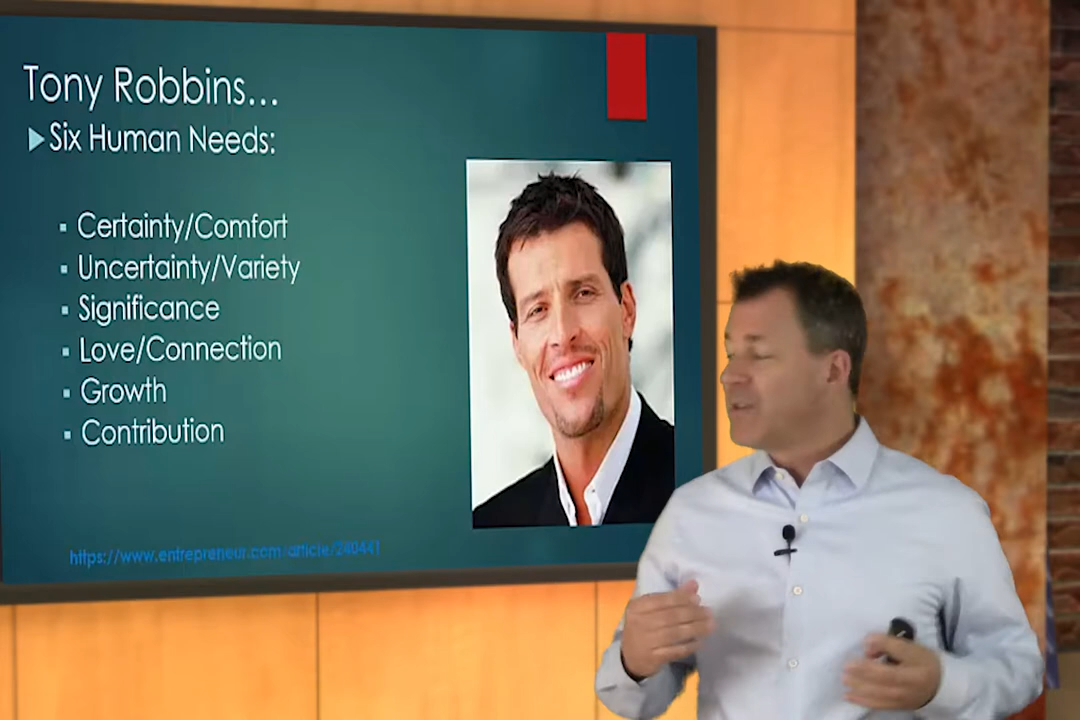 Tony Robbins...
Six Human Needs:
Certainty/Comfort
Uncertainty/Variety
Significance
Love/Connection
Growth
Contribution
https://www.entrepreneur.com/article/240441